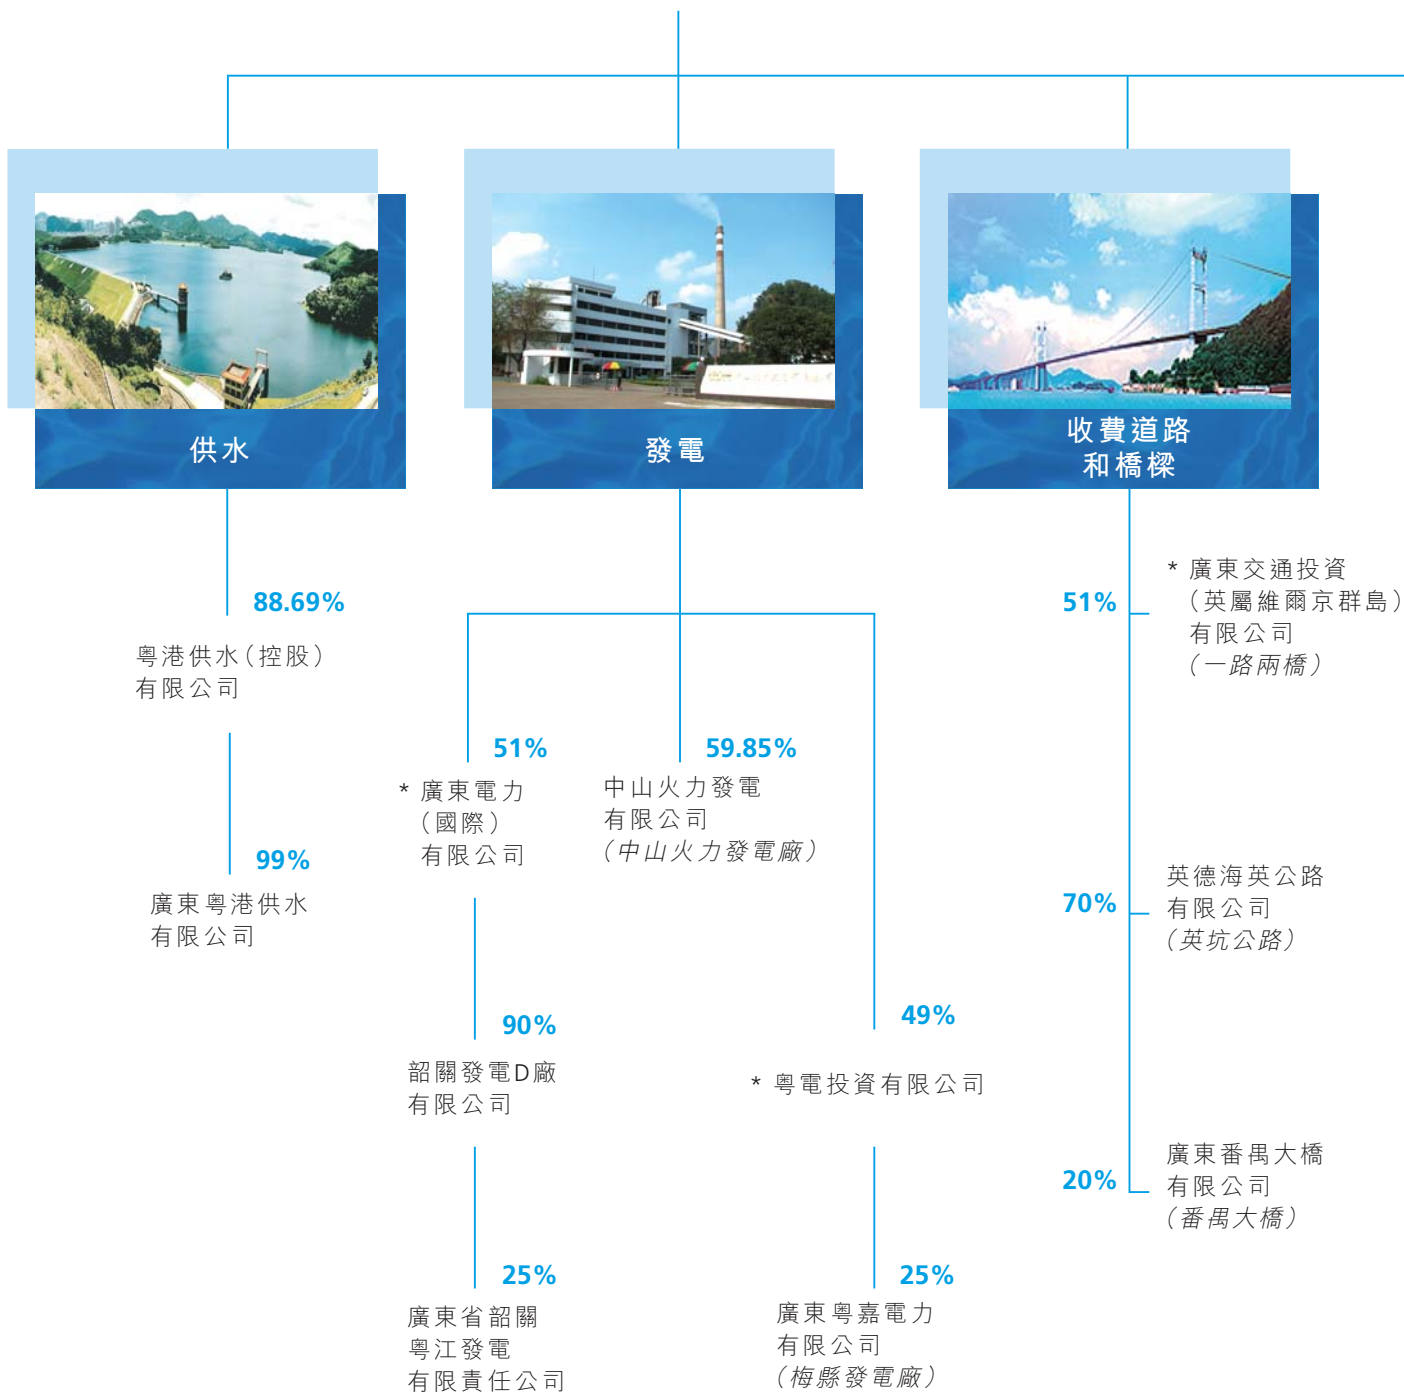 供水
發電
收費道路
和橋樑
88.69%
粵港供水（控股）
有限公司
99%
廣東粵港供水
有限公司
51%
* 廣東電力
（國際）
有限公司
90%
韶關發電D廠
有限公司
25%
廣東省韶關
粵江發電
有限責任公司
59.85%
中山火力發電
有限公司
（中山火力發電廠）
49%
* 粵電投資有限公司
25%
廣東粵嘉電力
有限公司
（梅縣發電廠）
51%
* 廣東交通投資
（英屬維爾京群島）
有限公司
（一路兩橋）
70%
英德海英公路
有限公司
（英坑公路）
20%
廣東番禺大橋
有限公司
（番禺大橋）